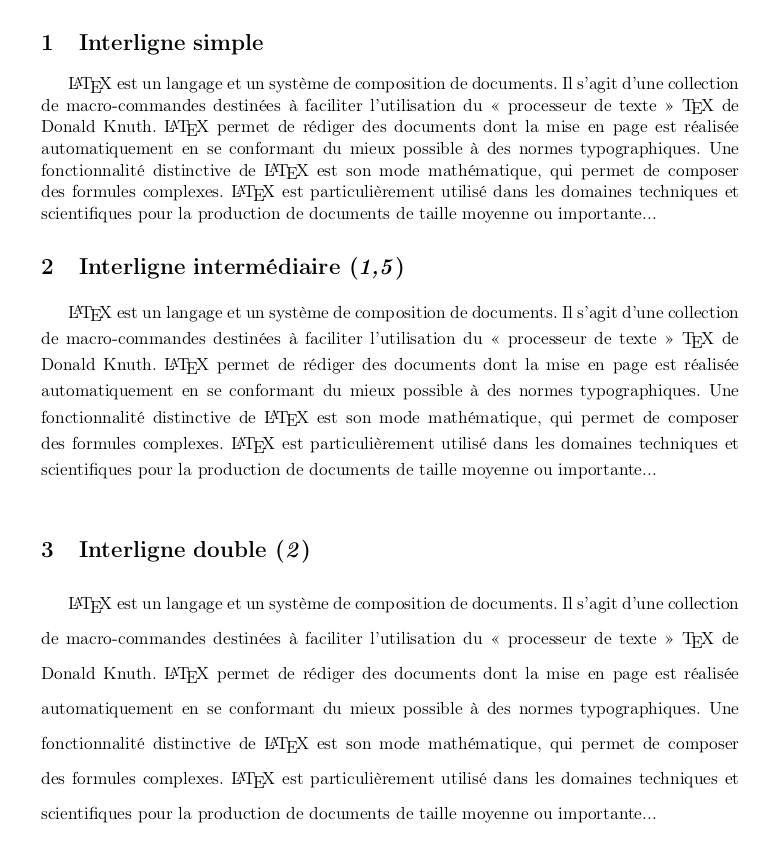 1 Interligne simple
LATEX est un langage et un système de composition de documents. Il s'agit d'une collection
de macro-commandes destinées à faciliter l'utilisation du « processeur de texte » TEX de
Donald Knuth. LATEX permet de rédiger des documents dont la mise en page est réalisée
automatiquement en se conformant du mieux possible à des normes typographiques. Une
fonctionnalité distinctive de LATEX est son mode mathématique, qui permet de composer
des formules complexes. LATEX est particulièrement utilisé dans les domaines techniques et
scientifiques pour la production de documents de taille moyenne ou importante...
2 Interligne intermédiaire (1,5)
LATEX est un langage et un système de composition de documents. Il s'agit d'une collection
de macro-commandes destinées à faciliter l'utilisation du « processeur de texte » TEX de
Donald Knuth. LATEX permet de rédiger des documents dont la mise en page est réalisée
automatiquement en se conformant du mieux possible à des normes typographiques. Une
fonctionnalité distinctive de LATEX est son mode mathématique, qui permet de composer
des formules complexes. LATEX est particulièrement utilisé dans les domaines techniques et
scientifiques pour la production de documents de taille moyenne ou importante...
3 Interligne double (2)
LATEX est un langage et un système de composition de documents. Il s'agit d'une collection
de macro-commandes destinées à faciliter l'utilisation du « processeur de texte » TEX de
Donald Knuth. LATEX permet de rédiger des documents dont la mise en page est réalisée
automatiquement en se conformant du mieux possible à des normes typographiques. Une
fonctionnalité distinctive de LATEX est son mode mathématique, qui permet de composer
des formules complexes. LATEX est particulièrement utilisé dans les domaines techniques et
scientifiques pour la production de documents de taille moyenne ou importante...